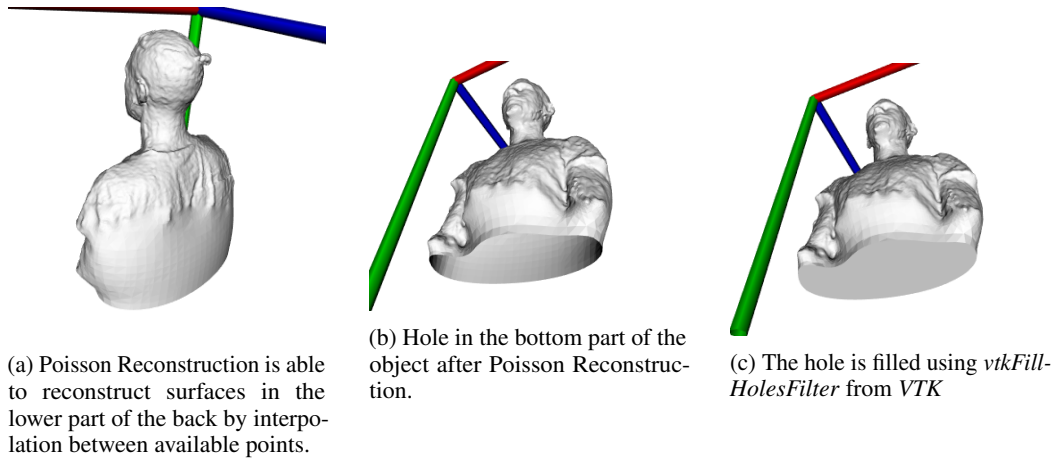 (a) Poisson Reconstruction is able
to reconstruct surfaces in the
lower part of the back by interpo-
lation between available points.
(b) Hole in the bottom part of the
object after Poisson Reconstruc-
tion.
(c) The hole is filled using vtkFill-
HolesFilter from VTK